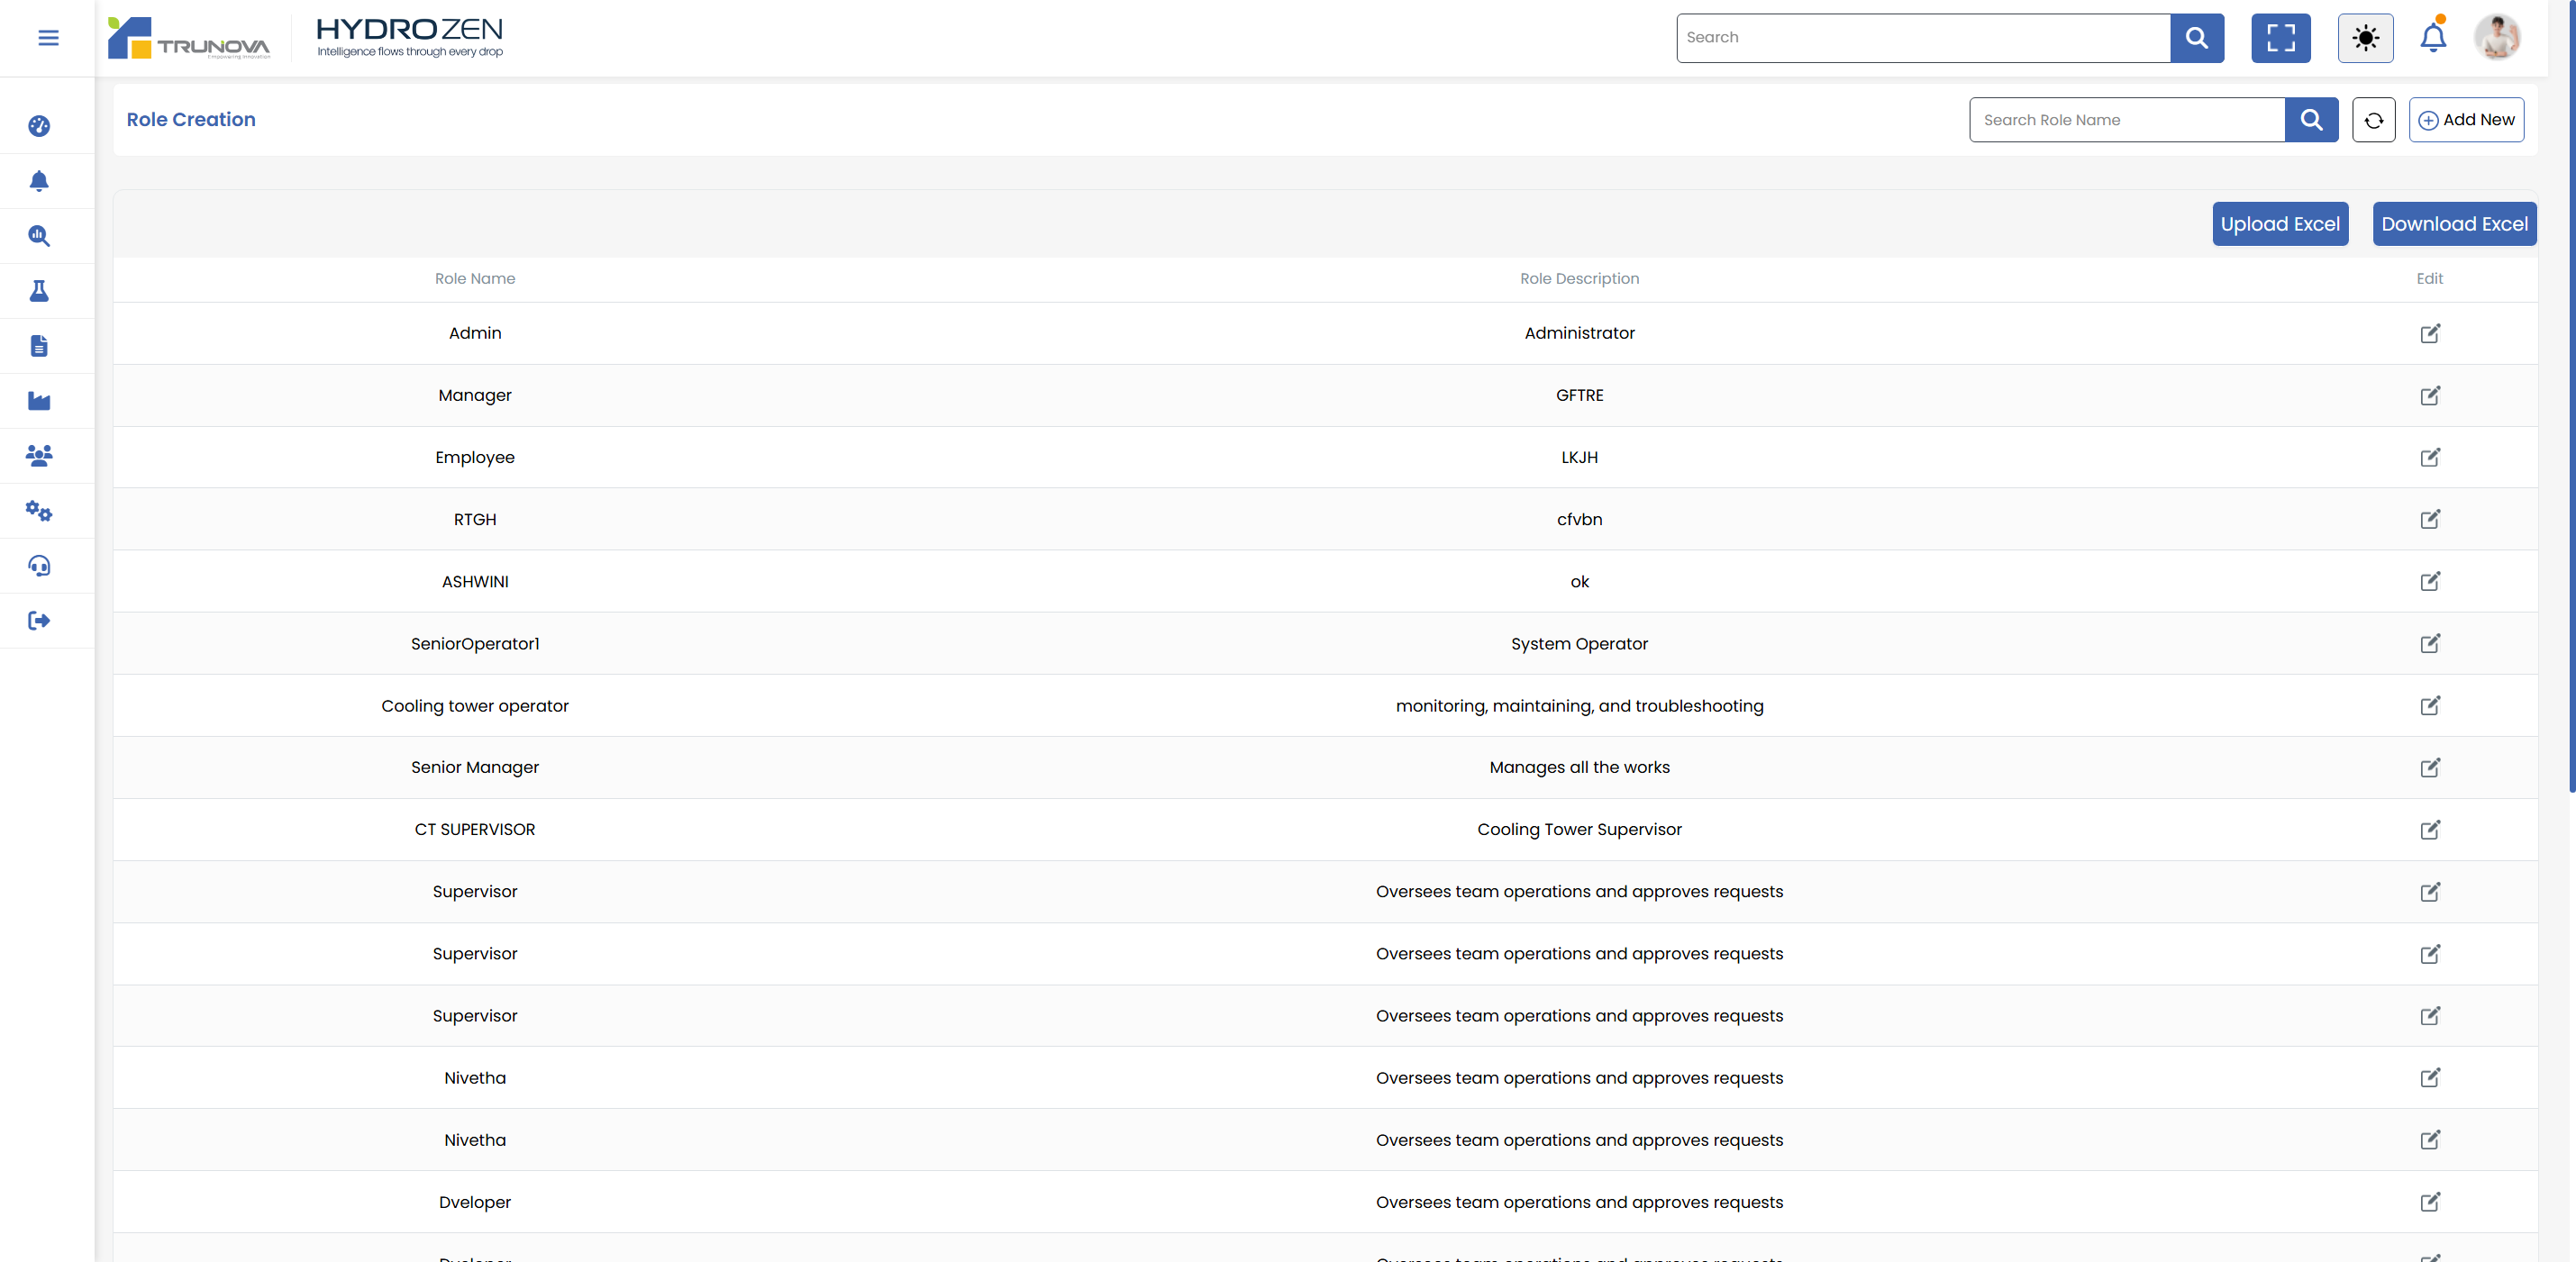 TRUNOVA
Empowering Innovation
HYDROZEN
Intelligence flows through every drop
Search
Role Creation
Search Role Name
Add New
Upload Excel
Download Excel
Role Name Role Description Edit
Admin Administrator
Manager GFTRE
Employee LKJH
RTGH cfvbn
ASHWINI ok
SeniorOperator1 System Operator
Cooling tower operator monitoring, maintaining, and troubleshooting
Senior Manager Manages all the works
CT SUPERVISOR Cooling Tower Supervisor
Supervisor Oversees team operations and approves requests
Supervisor Oversees team operations and approves requests
Supervisor Oversees team operations and approves requests
Nivetha Oversees team operations and approves requests
Nivetha Oversees team operations and approves requests
Dveloper Oversees team operations and approves requests